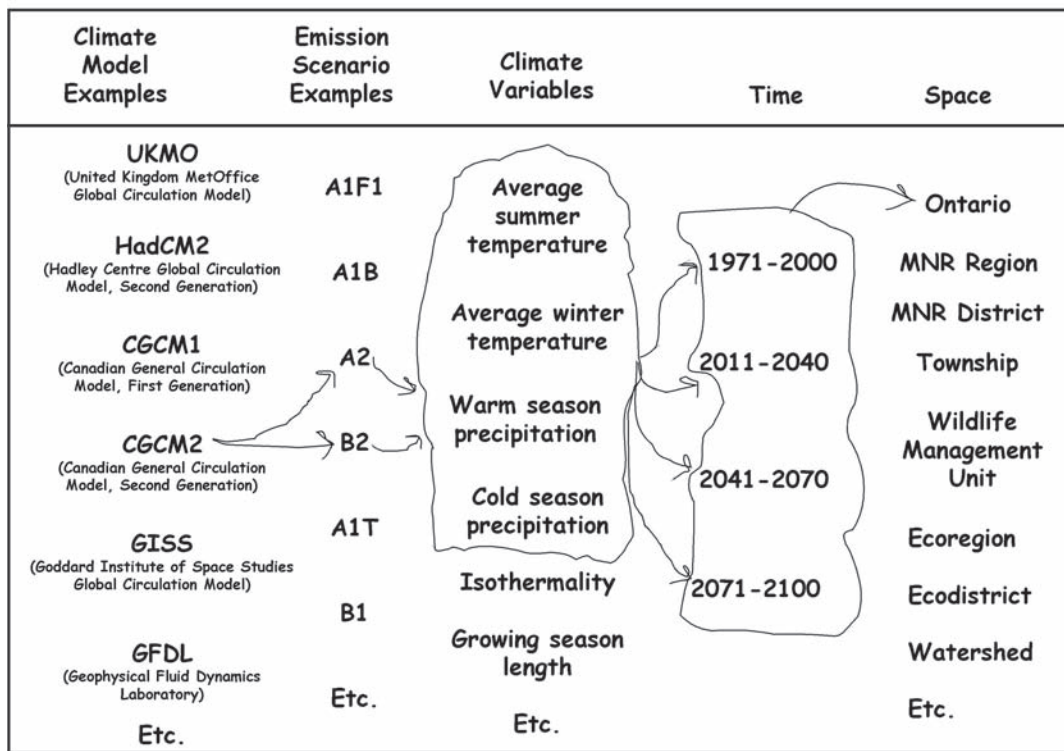 Climate
Model
Examples
Emission
Scenario
Examples
Climate
Variables
Time
Space
UKMO
(United Kingdom MetOffice
Global Circulation Model)
HadCM2
(Hadley Centre Global Circulation
Model, Second Generation)
CGCM1
(Canadian General Circulation
Model, First Generation)
CGCM2
(Canadian General Circulation
Model, Second Generation)
GISS
(Goddard Institute of Space Studies
Global Circulation Model)
GFDL
(Geophysical Fluid Dynamics
Laboratory)
Etc.
A1F1
A1B
A2
B2
A1T
B1
Etc.
Average
summer
temperature
Average winter
temperature
Warm season
precipitation
Cold season
precipitation
Isothermality
Growing season
length
Etc.
1971-2000
2011-2040
2041-2070
2071-2100
Ontario
MNR Region
MNR District
Township
Wildlife
Management
Unit
Ecoregion
Ecodistrict
Watershed
Etc.